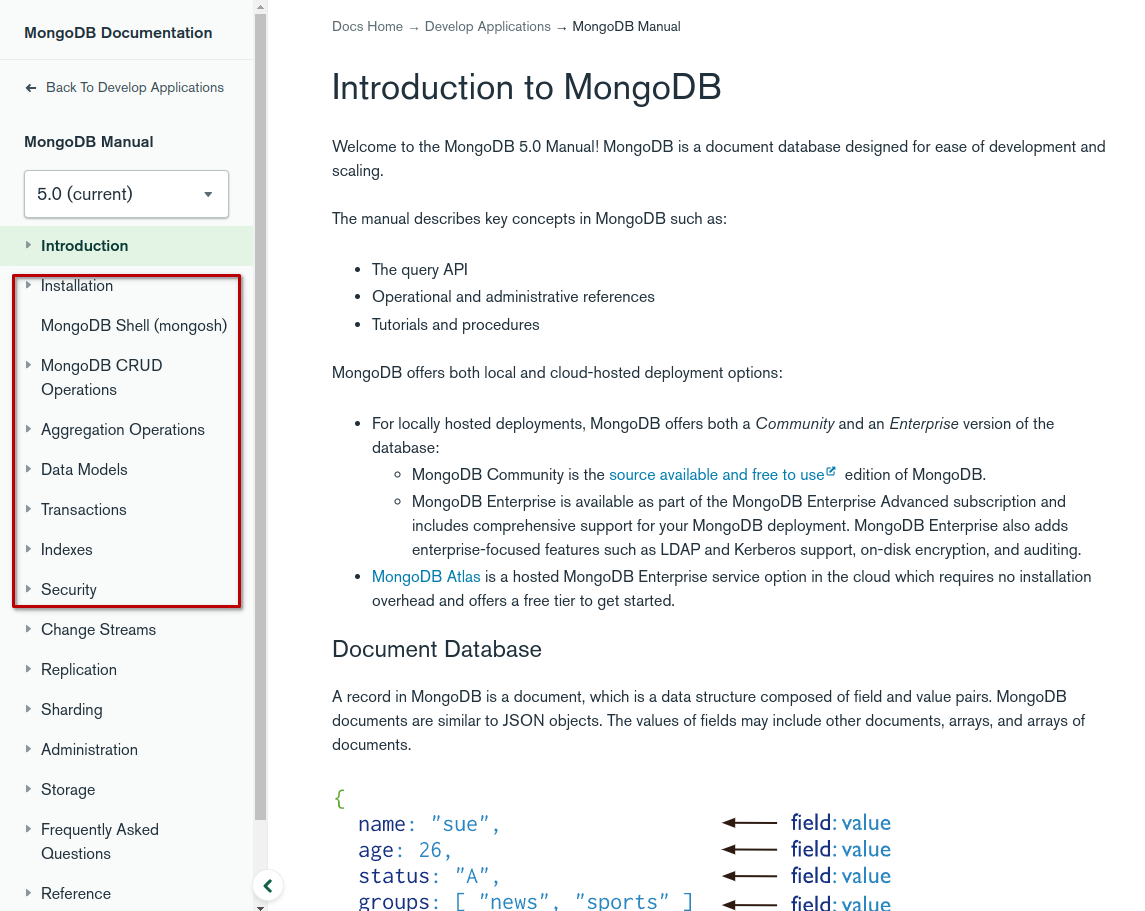 MongoDB Documentation
← Back To Develop Applications
MongoDB Manual
5.0 (current)
Introduction
Installation
MongoDB Shell (mongosh)
MongoDB CRUD
Operations
Aggregation Operations
Data Models
Transactions
Indexes
Security
Change Streams
Replication
Sharding
Administration
Storage
Frequently Asked
Questions
Reference
Docs Home → Develop Applications → MongoDB Manual
Introduction to MongoDB
Welcome to the MongoDB 5.0 Manual! MongoDB is a document database designed for ease of development and
scaling.
The manual describes key concepts in MongoDB such as:
• The query API
• Operational and administrative references
• Tutorials and procedures
MongoDB offers both local and cloud-hosted deployment options:
• For locally hosted deployments, MongoDB offers both a Community and an Enterprise version of the
database:
◦ MongoDB Community is the source available and free to use edition of MongoDB.
◦ MongoDB Enterprise is available as part of the MongoDB Enterprise Advanced subscription and
includes comprehensive support for your MongoDB deployment. MongoDB Enterprise also adds
enterprise-focused features such as LDAP and Kerberos support, on-disk encryption, and auditing.
• MongoDB Atlas is a hosted MongoDB Enterprise service option in the cloud which requires no installation
overhead and offers a free tier to get started.
Document Database
A record in MongoDB is a document, which is a data structure composed of field and value pairs. MongoDB
documents are similar to JSON objects. The values of fields may include other documents, arrays, and arrays of
documents.
{
name: "sue", field: value
age: 26, field: value
status: "A", field: value
groups: [ "news", "sports" ] field: value